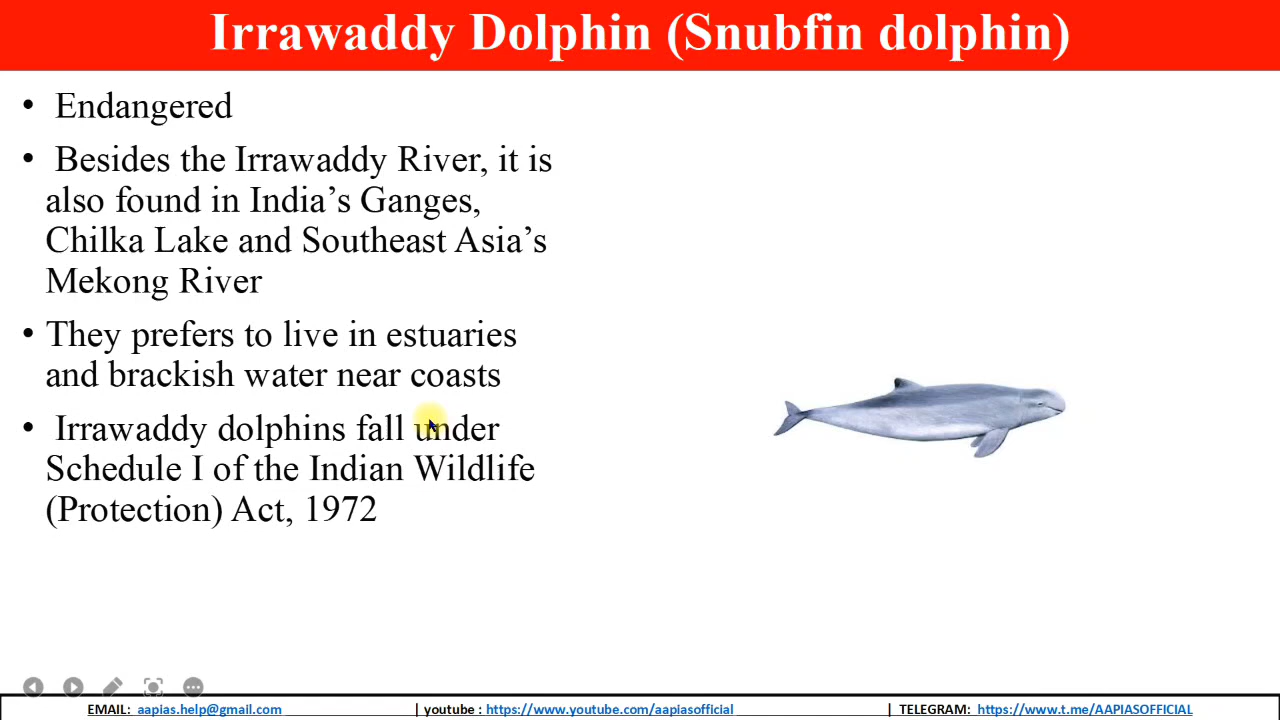 Irrawaddy Dolphin (Snubfin dolphin)
• Endangered
• Besides the Irrawaddy River, it is
also found in India’s Ganges,
Chilka Lake and Southeast Asia’s
Mekong River
• They prefers to live in estuaries
and brackish water near coasts
• Irrawaddy dolphins fall under
Schedule I of the Indian Wildlife
(Protection) Act, 1972
EMAIL: aapias.help@gmail.com | youtube : https://www.youtube.com/aapiasofficial | TELEGRAM: https://www.t.me/AAPIASOFFICIAL